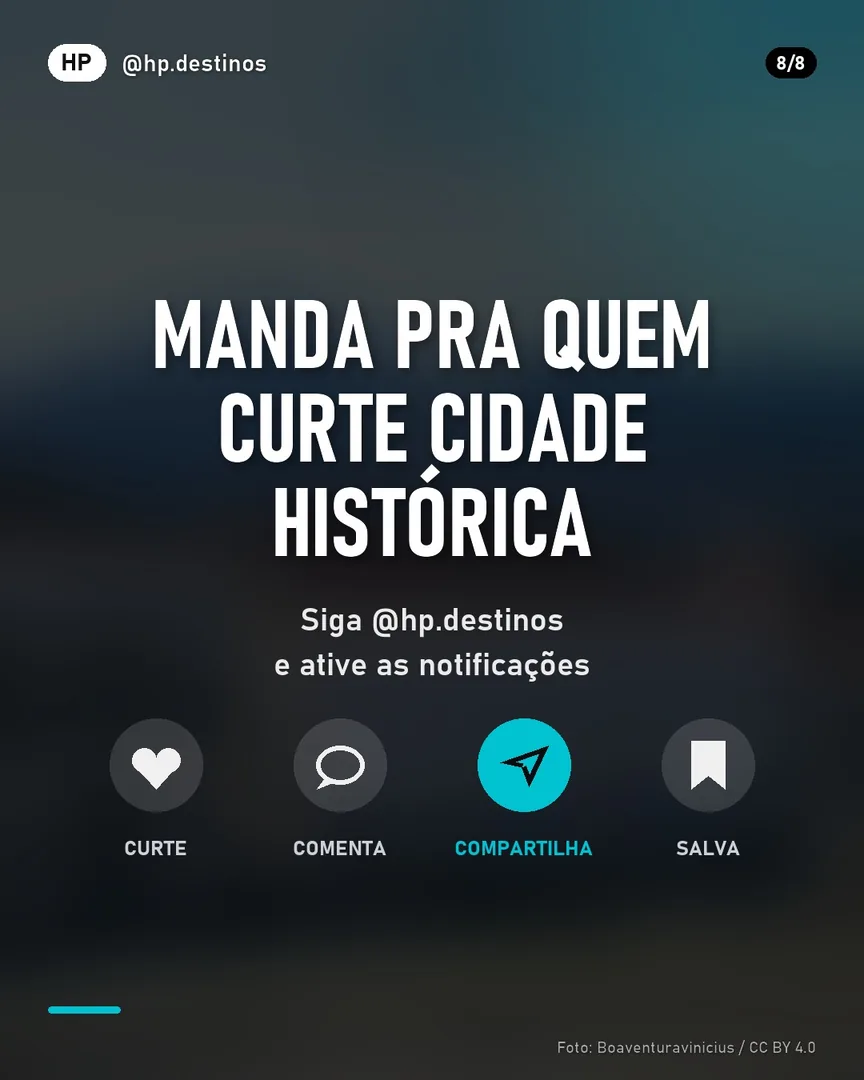 HP @hp.destinos 8/8
MANDA PRA QUEM
CURTE CIDADE
HISTÓRICA
Siga @hp.destinos
e ative as notificações
CURTE COMENTA COMPARTILHA SALVA
Foto: Boaventuravinicius / CC BY 4.0